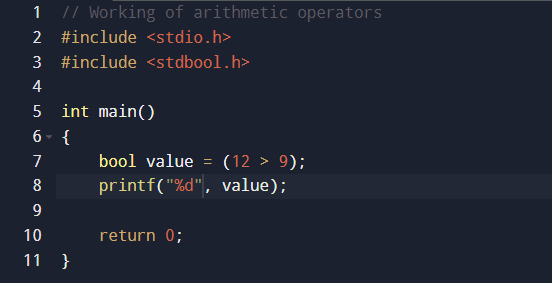 1 // Working of arithmetic operators
2 #include <stdio.h>
3 #include <stdbool.h>
4
5 int main()
6 {
7     bool value = (12 > 9);
8     printf("%d", value);
9
10     return 0;
11 }